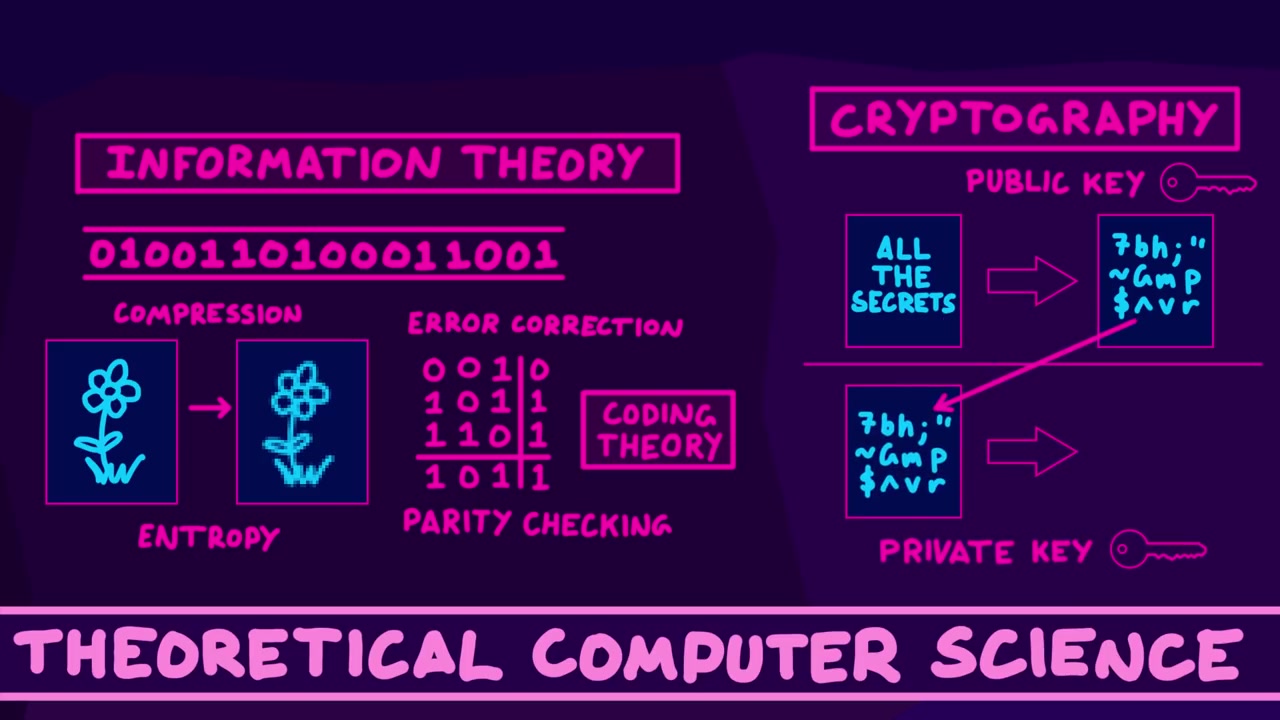 INFORMATION THEORY
0100110100011001
COMPRESSION
ENTROPY
ERROR CORRECTION
0 0 1 0
1 0 1 1
1 1 0 1
1 0 1 1
PARITY CHECKING
CODING
THEORY
CRYPTOGRAPHY
PUBLIC KEY
ALL
THE
SECRETS
7bh;"
~Gmp
$^vr
7bh;"
~Gmp
$^vr
PRIVATE KEY
THEORETICAL COMPUTER SCIENCE